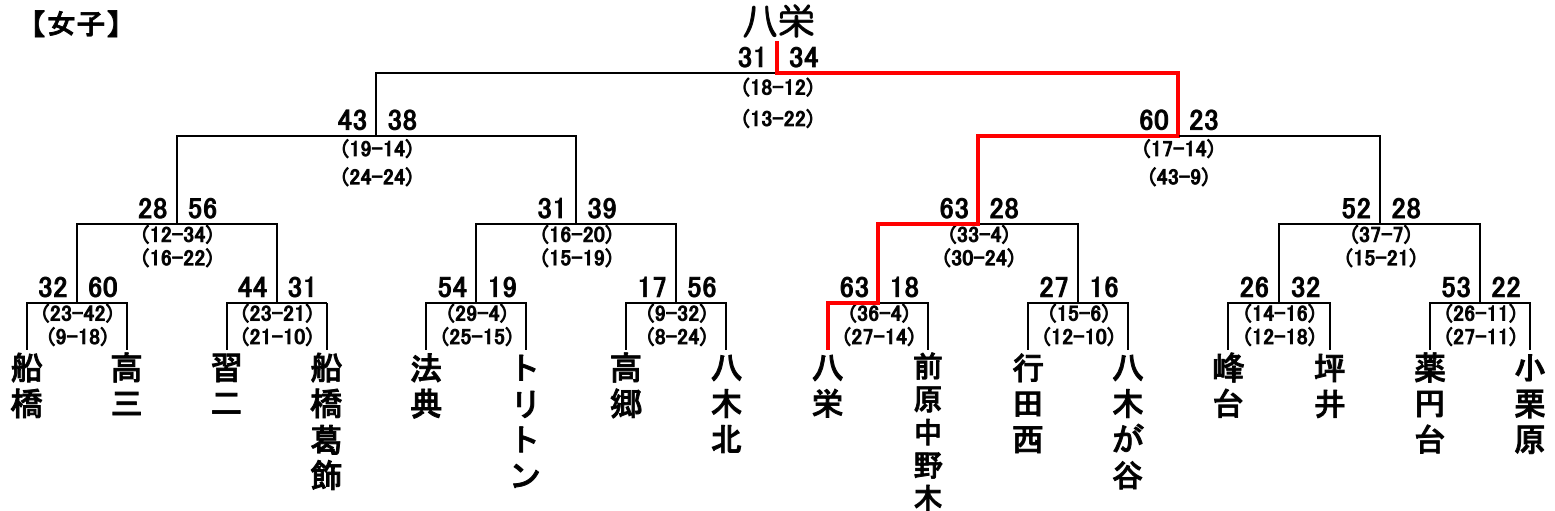 【女子】
八栄
31 34
(18-12)
(13-22)
43 38
(19-14)
(24-24)
60 23
(17-14)
(43-9)
28 56
(12-34)
(16-22)
31 39
(16-20)
(15-19)
63 28
(33-4)
(30-24)
52 28
(37-7)
(15-21)
32 60
(23-42)
(9-18)
44 31
(23-21)
(21-10)
54 19
(29-4)
(25-15)
17 56
(9-32)
(8-24)
63 18
(36-4)
(27-14)
27 16
(15-6)
(12-10)
26 32
(14-16)
(12-18)
53 22
(26-11)
(27-11)
船橋
高三
習二
船橋葛飾
法典
トリトン
高郷
八木北
八栄
前原中野木
行田西
八木が谷
峰台
坪井
薬円台
小栗原